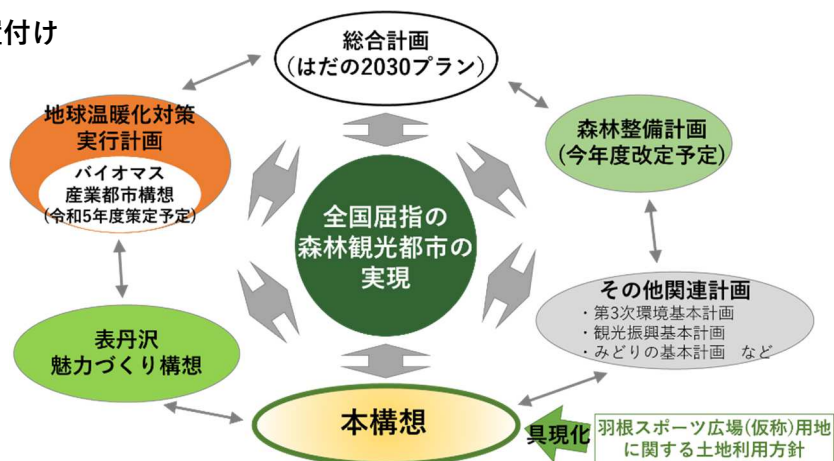 置付け
総合計画
（はだの2030プラン）
地球温暖化対策
実行計画
バイオマス
産業都市構想
(令和5年度策定予定)
森林整備計画
(今年度改定予定)
全国屈指の
森林観光都市の
実現
その他関連計画
・第3次環境基本計画
・観光振興基本計画
・みどりの基本計画　など
表丹沢
魅力づくり構想
本構想
具現化
羽根スポーツ広場(仮称)用地
に関する土地利用方針